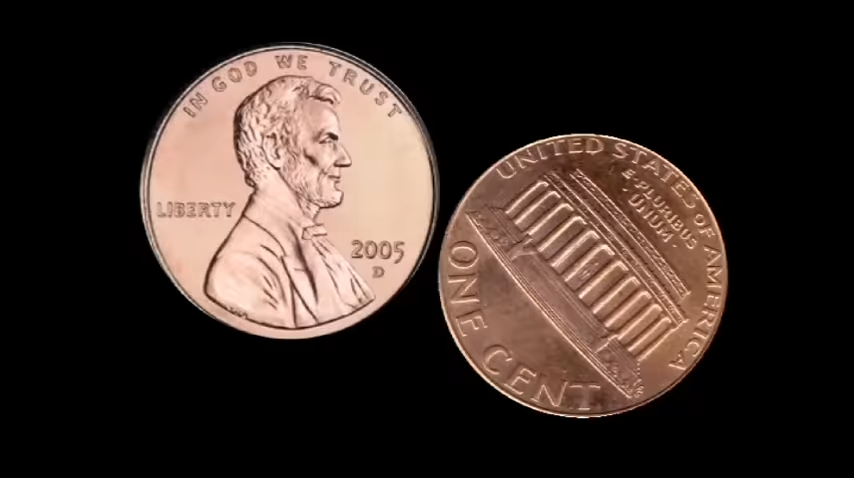 IN GOD WE TRUST
LIBERTY
2005
D
UNITED STATES OF AMERICA
E·PLURIBUS
UNUM·
ONE CENT